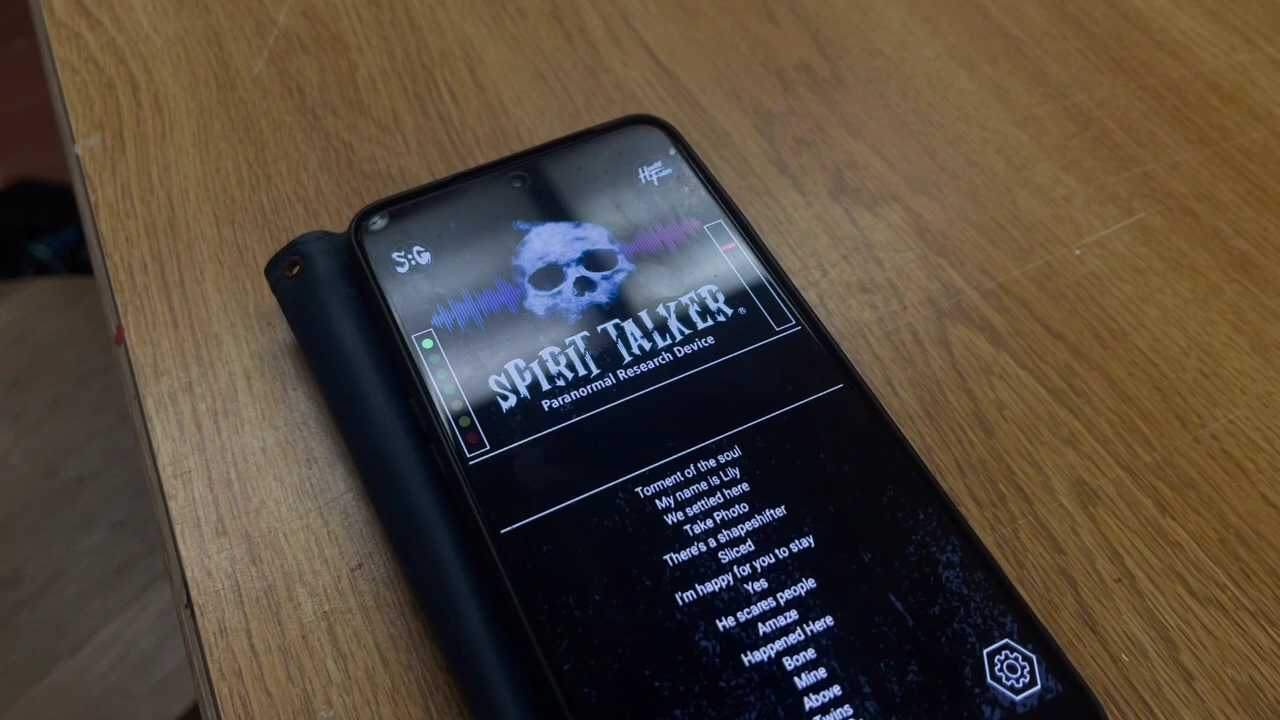 S:G
SPIRIT TALKER®
Paranormal Research Device
Torment of the soul
My name is Lily
We settled here
Take Photo
There's a shapeshifter
Sliced
I'm happy for you to stay
Yes
He scares people
Amaze
Happened Here
Bone
Mine
Above
Twins